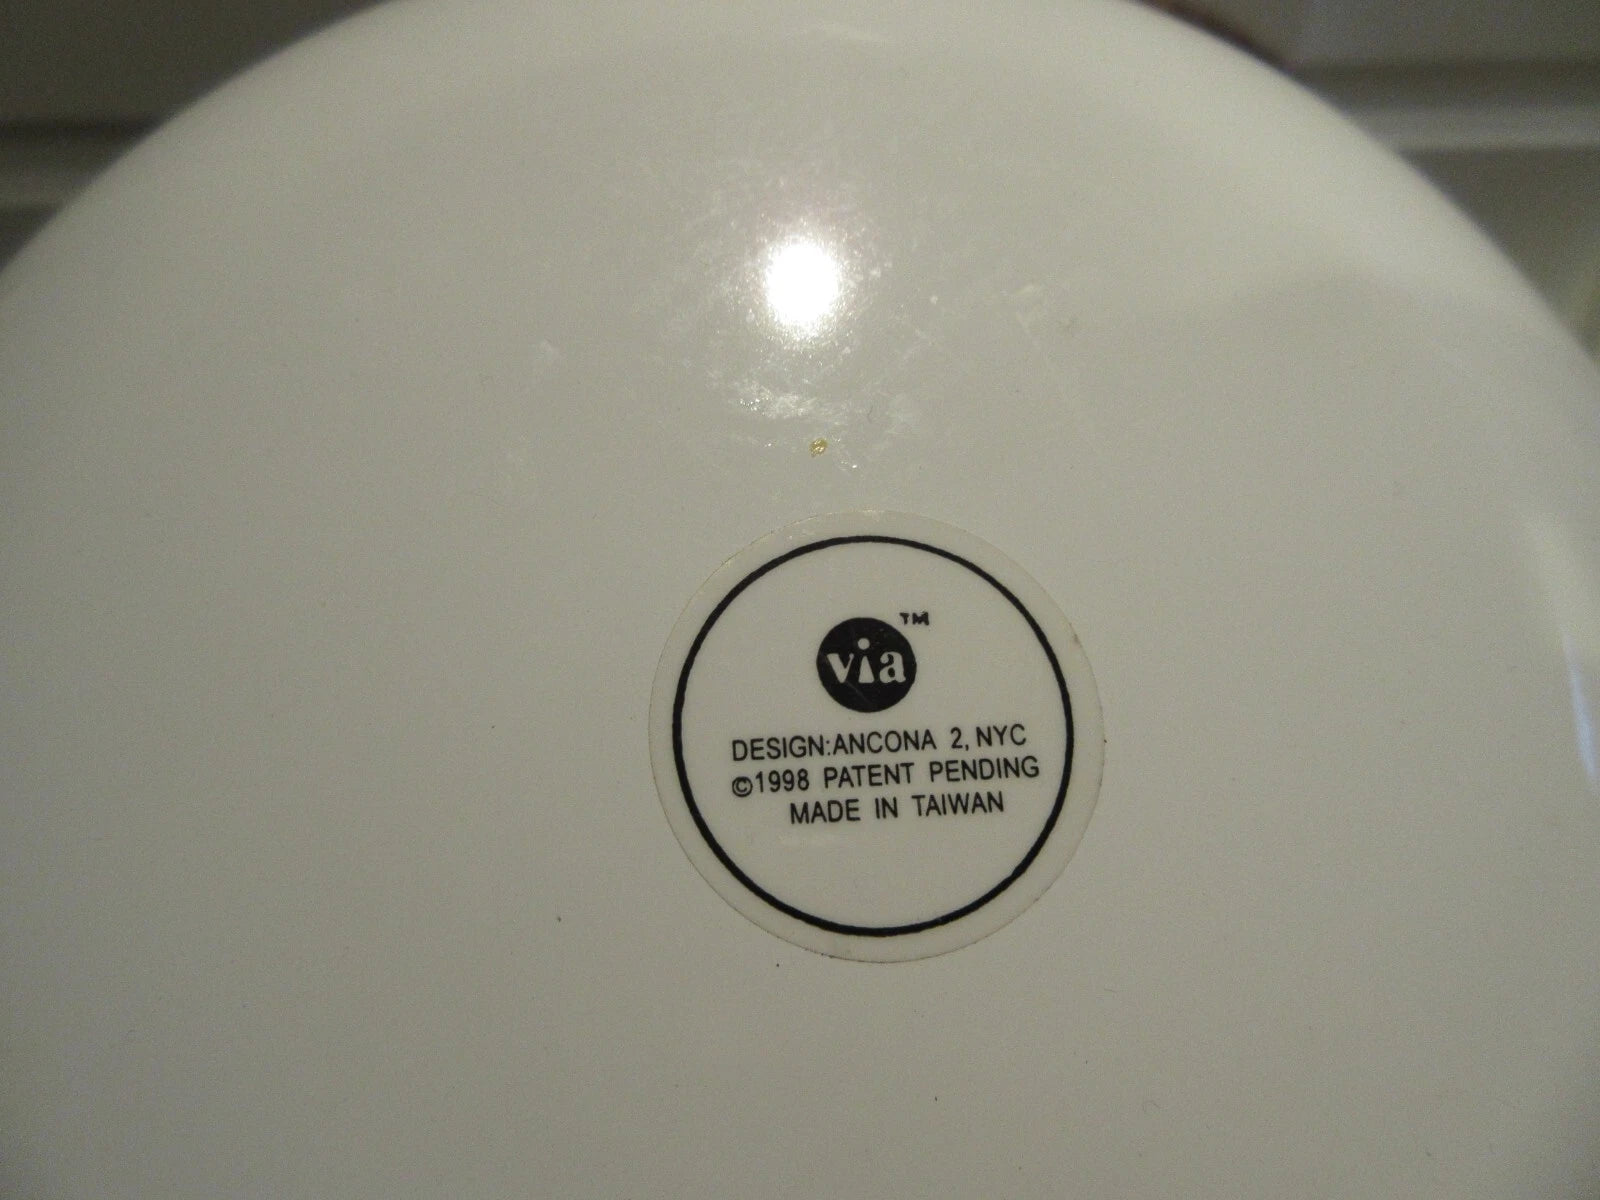 via™
DESIGN:ANCONA 2, NYC
©1998 PATENT PENDING
MADE IN TAIWAN